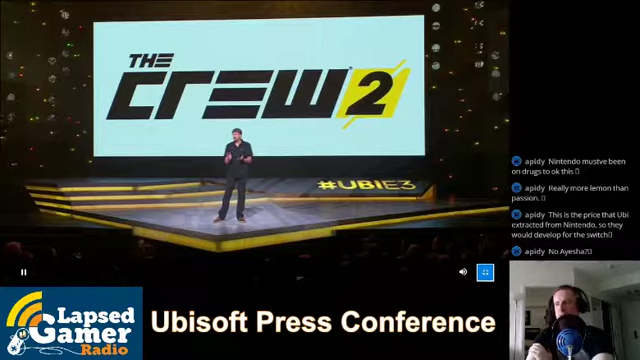 THE
CREW 2
#UBIE3
apidy Nintendo mustve been
on drugs to ok this
apidy Really more lemon than
passion.
apidy This is the price that Ubi
extracted from Nintendo, so
they would develop for the switch
apidy No Ayesha?
Lapsed
Gamer
Radio
Ubisoft Press Conference